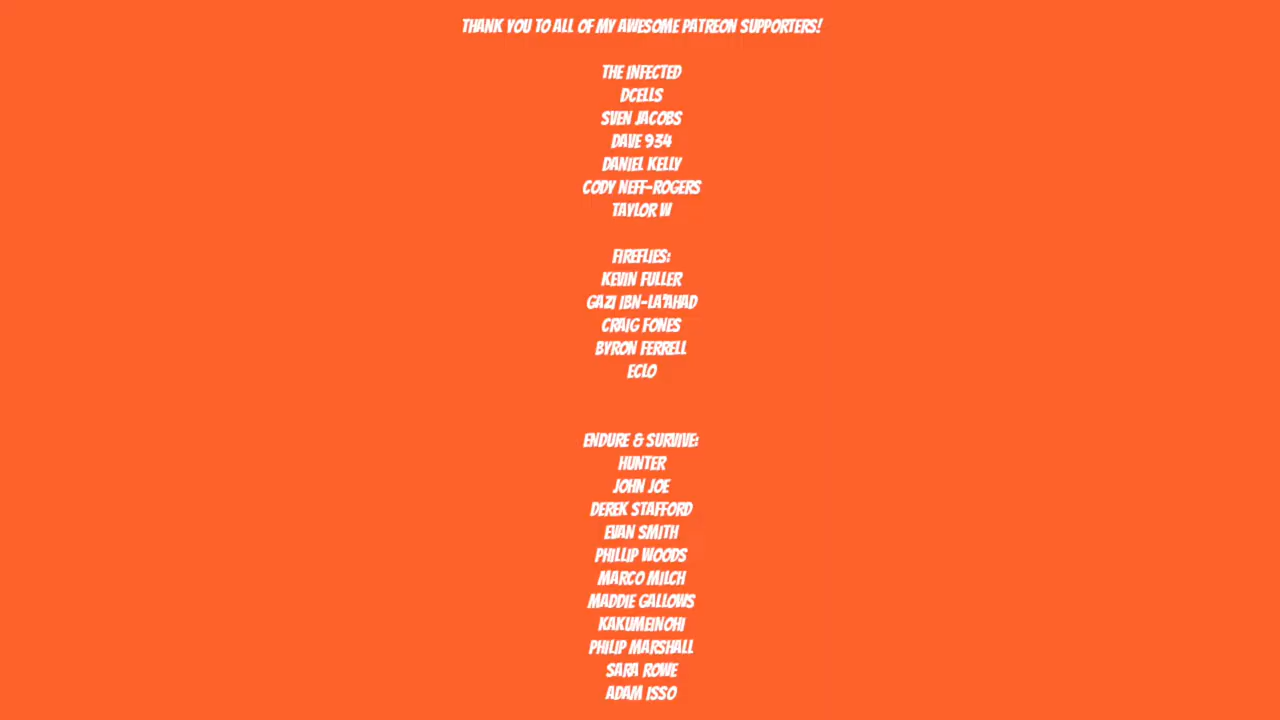 THANK YOU TO ALL OF MY AWESOME PATREON SUPPORTERS!
THE INFECTED
DCELLS
SVEN JACOBS
DAVE 934
DANIEL KELLY
CODY NEFF-ROGERS
TAYLOR W
FIREFLIES:
KEVIN FULLER
GAZI IBN-LA'AHAD
CRAIG FONES
BYRON FERRELL
ECLO
ENDURE & SURVIVE:
HUNTER
JOHN JOE
DEREK STAFFORD
EVAN SMITH
PHILLIP WOODS
MARCO MILCH
MADDIE GALLOWS
KAKUMEINOHI
PHILIP MARSHALL
SARA ROWE
ADAM ISSO